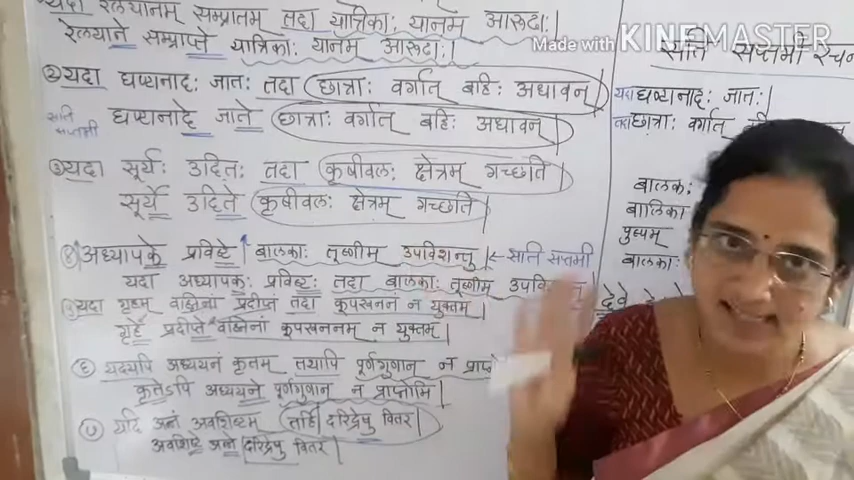 यदा रेलयानम् सम्प्राप्तम् तदा यात्रिकाः यानम् आरूढाः।
रेलयाने सम्प्राप्ते यात्रिकाः यानम् आरूढाः।
Made with KINEMASTER
② यदा घण्टानादः जातः तदा छात्राः वर्गात् बहिः अधावन्।
सति सप्तमी
घण्टानादे जाते छात्राः वर्गात् बहिः अधावन्।
③ यदा सूर्यः उदितः तदा कृषीवलः क्षेत्रम् गच्छति।
सूर्ये उदिते कृषीवलः क्षेत्रम् गच्छति।
④ अध्यापके प्रविष्टे बालकाः तूष्णीम् उपविशन्तु। ← सति सप्तमी
यदा अध्यापकः प्रविष्टः तदा बालकाः तूष्णीम्
⑤ यदा गृहम् वह्निना प्रदीप्तं तदा कूपखननं न युक्तम्।
गृहे प्रदीप्ते वह्निनां कूपखननम् न युक्तम्।
⑥ यद्यपि अध्ययनं कृतम् तथापि पूर्णगुणान् न
कृतेऽपि अध्ययने पूर्णगुणान् न प्राप्तोमि।
⑦ यदि अन्नं अवशिष्टम् तर्हि दरिद्रेषु वितर।
अवशिष्टे अन्ने दरिद्रेषु वितर।
सति सप्तमी
यदा घण्टानादः जातः।
तदा छात्राः वर्गात्
बालकः
बालिका
पुष्पम्
बालकाः
देवे